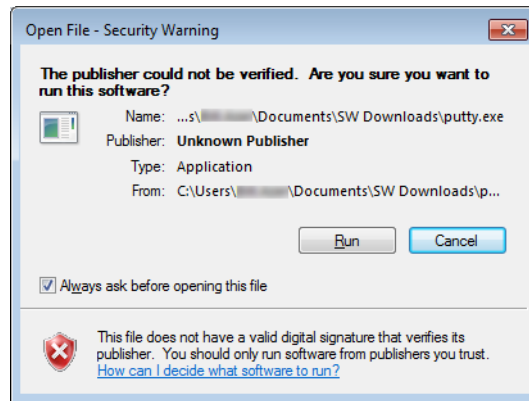 Open File - Security Warning
The publisher could not be verified. Are you sure you want to
run this software?
Name: ...s\ \Documents\SW Downloads\putty.exe
Publisher: Unknown Publisher
Type: Application
From: C:\Users\ \Documents\SW Downloads\p...
Run Cancel
Always ask before opening this file
This file does not have a valid digital signature that verifies its
publisher. You should only run software from publishers you trust.
How can I decide what software to run?